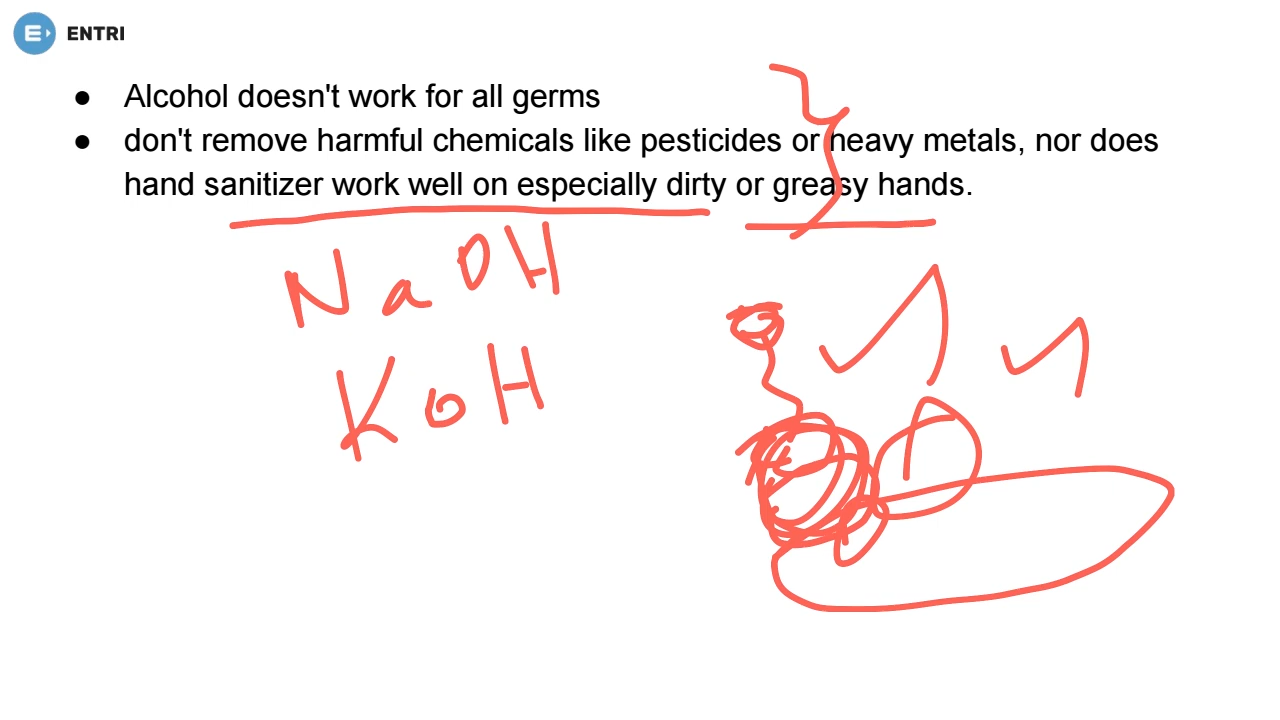 ENTRI
● Alcohol doesn't work for all germs
● don't remove harmful chemicals like pesticides or heavy metals, nor does
hand sanitizer work well on especially dirty or greasy hands.
NaOH
KoH